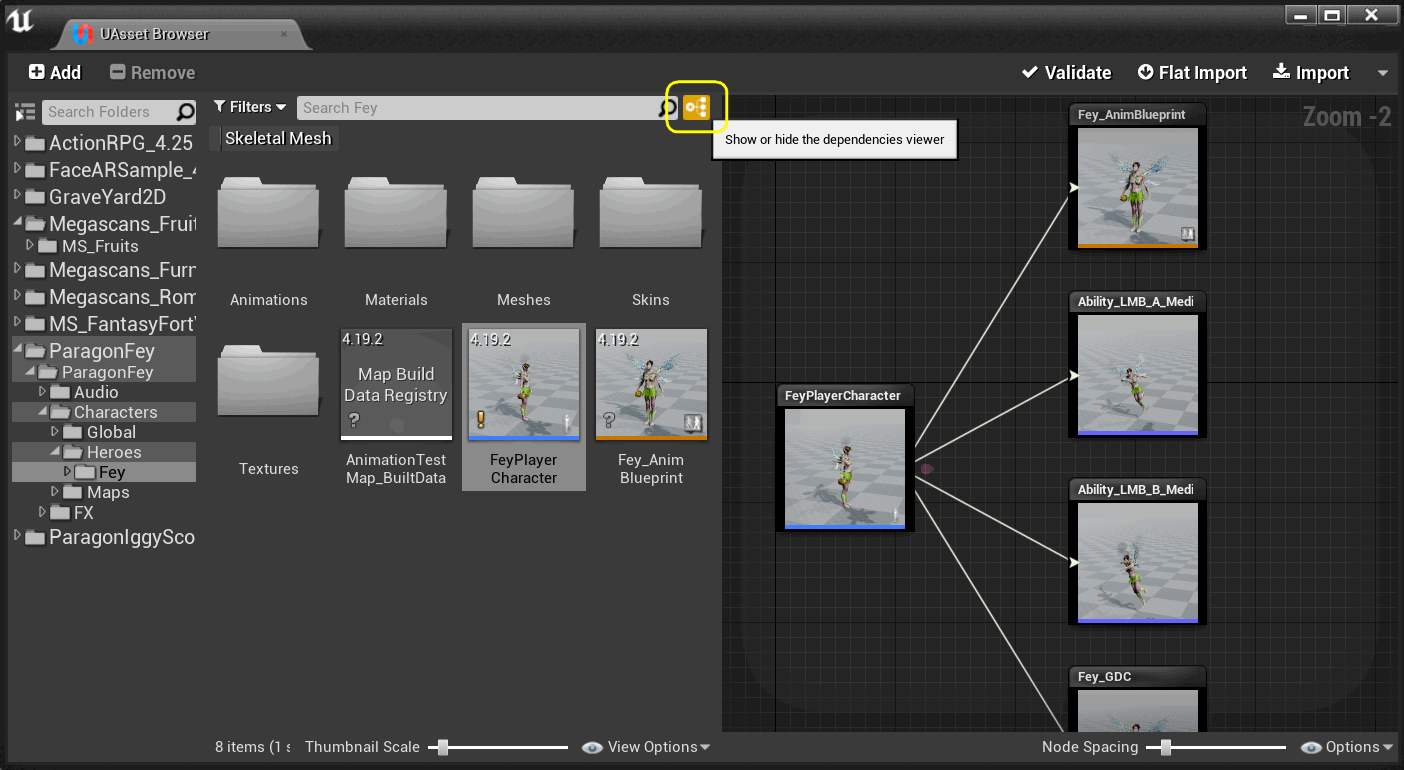 UAsset Browser
Add
Remove
Validate
Flat Import
Import
Search Folders
Filters
Search Fey
Show or hide the dependencies viewer
Zoom -2
Skeletal Mesh
ActionRPG_4.25
FaceARSample_4
GraveYard2D
Megascans_Fruit
MS_Fruits
Megascans_Furn
Megascans_Rom
MS_FantasyFort
ParagonFey
ParagonFey
Audio
Characters
Global
Heroes
Fey
Maps
FX
ParagonIggySco
Animations
Materials
Meshes
Skins
Textures
4.19.2
Map Build
Data Registry
?
AnimationTest
Map_BuiltData
4.19.2
FeyPlayer
Character
4.19.2
?
Fey_Anim
Blueprint
FeyPlayerCharacter
Fey_AnimBlueprint
Ability_LMB_A_Medi
Ability_LMB_B_Medi
Fey_GDC
8 items (1 s
Thumbnail Scale
View Options
Node Spacing
Options